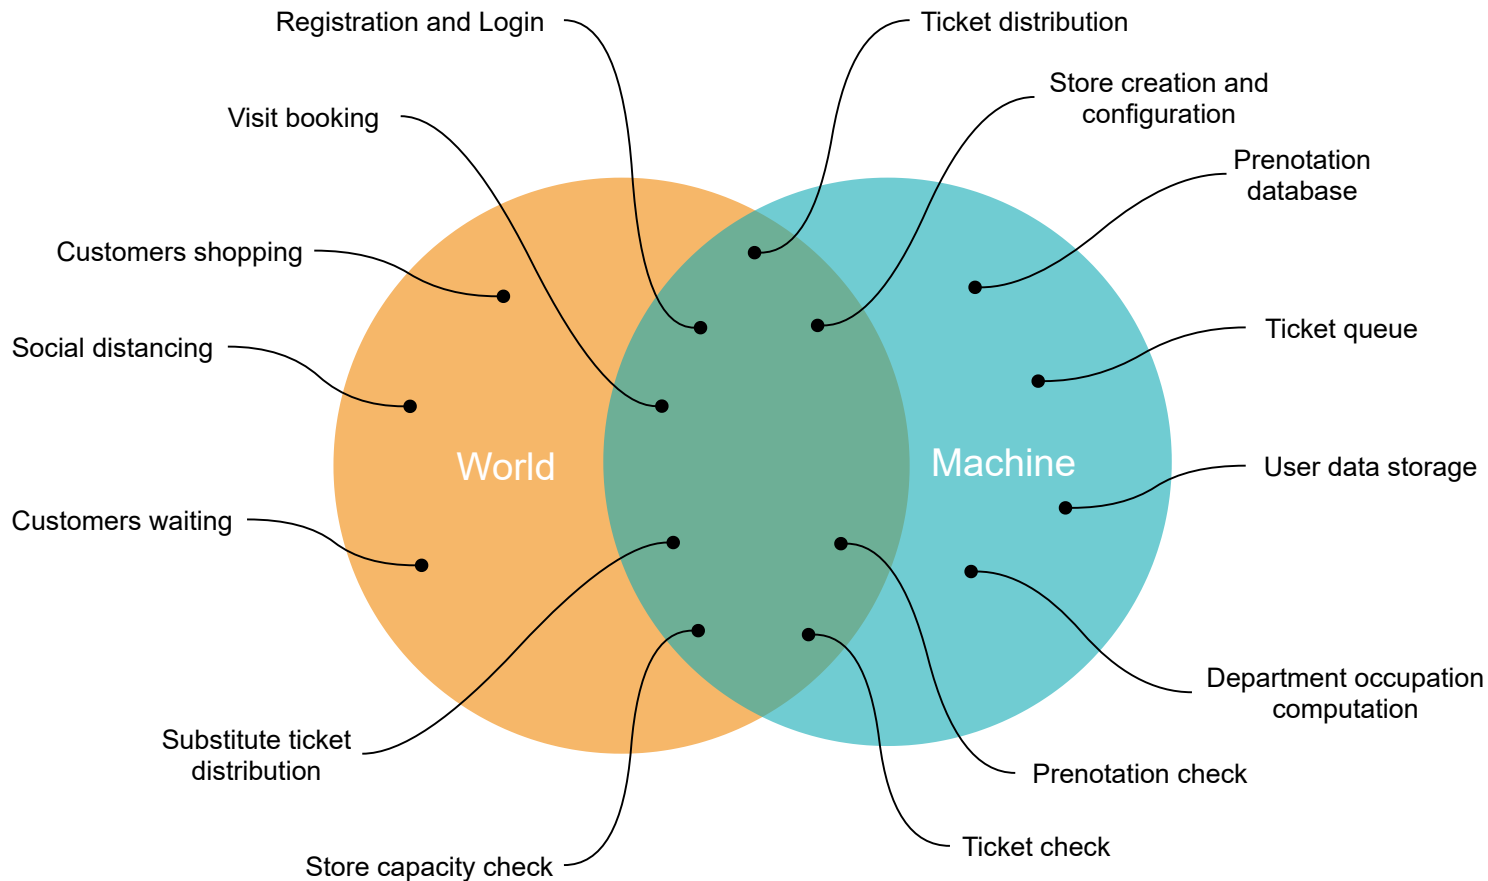 Registration and Login
Ticket distribution
Store creation and
configuration
Visit booking
Prenotation
database
Customers shopping
Ticket queue
Social distancing
World
Machine
User data storage
Customers waiting
Department occupation
computation
Substitute ticket
distribution
Prenotation check
Ticket check
Store capacity check